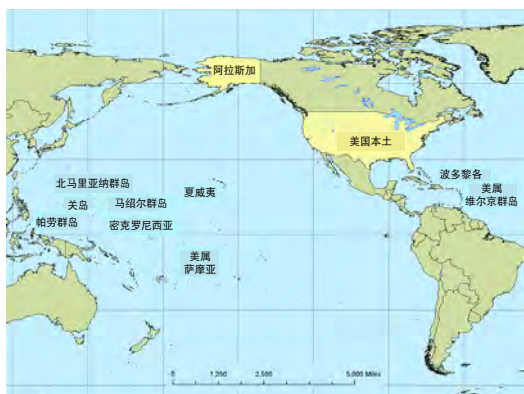 阿拉斯加
美国本土
波多黎各
美属
维尔京群岛
北马里亚纳群岛
夏威夷
关岛
马绍尔群岛
帕劳群岛
密克罗尼西亚
美属
萨摩亚
0 1,250 2,500 5,000 Miles